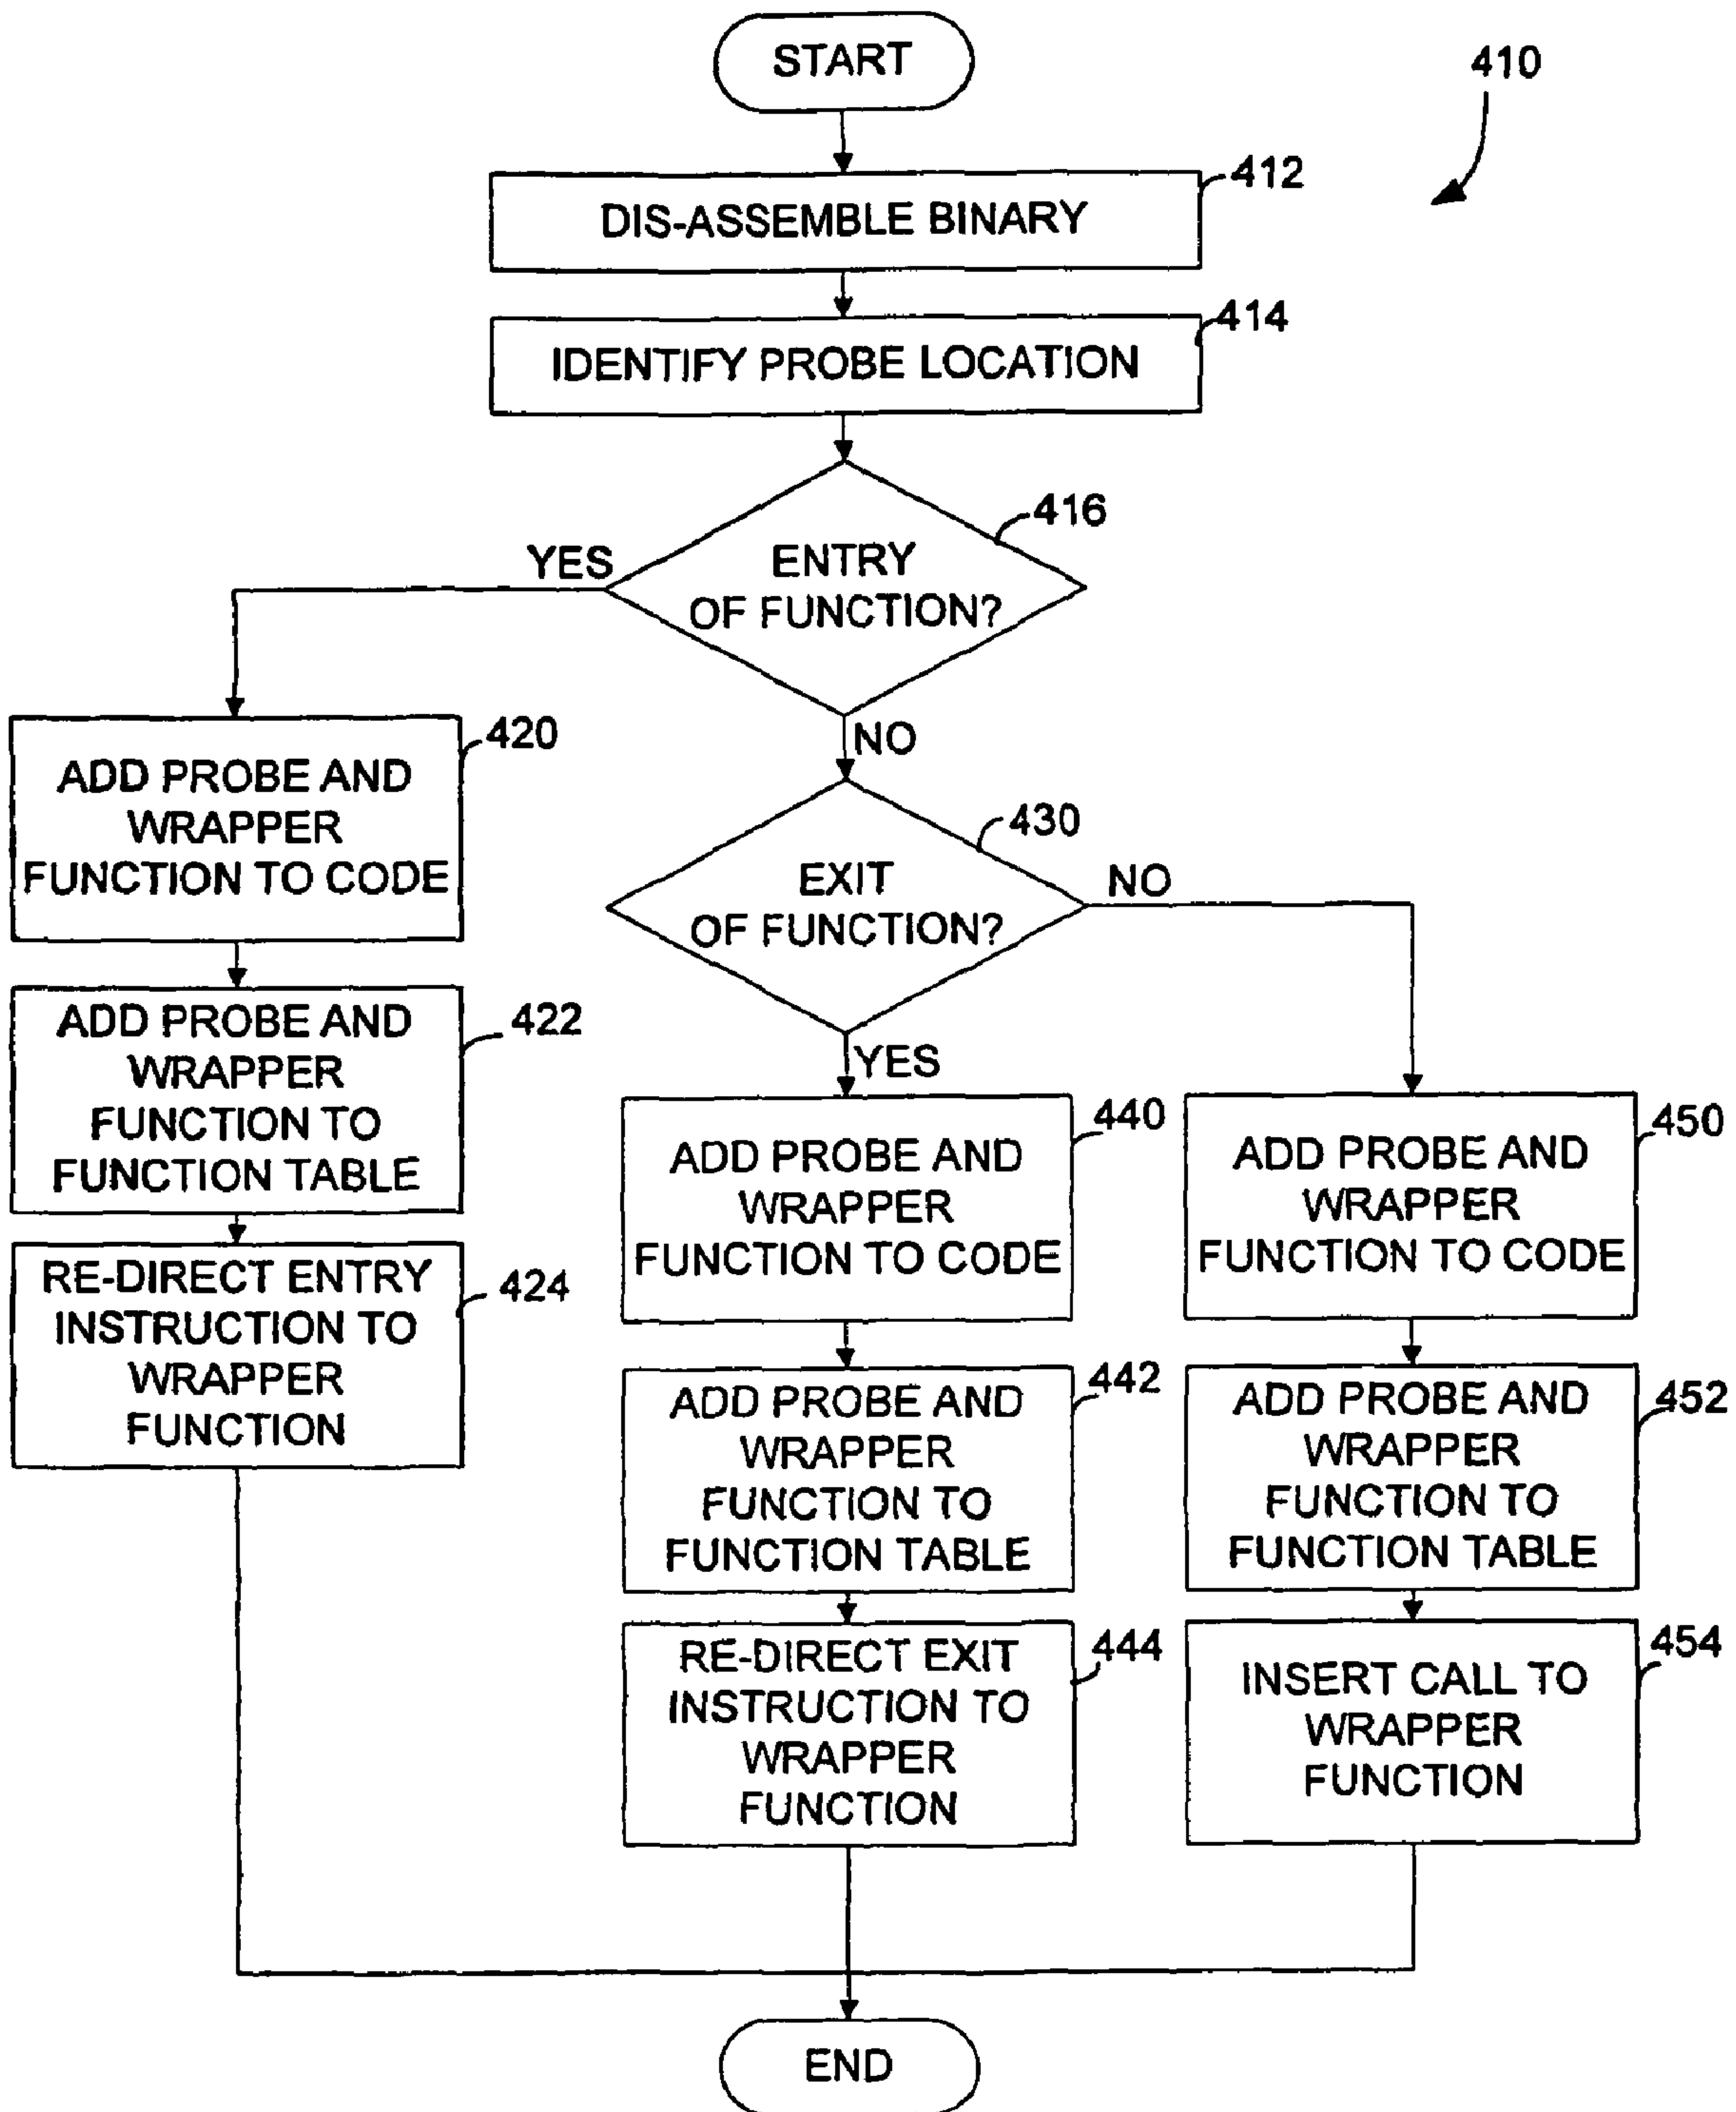 START
410
412
DIS-ASSEMBLE BINARY
414
IDENTIFY PROBE LOCATION
416
ENTRY
OF FUNCTION?
YES
NO
420
ADD PROBE AND
WRAPPER
FUNCTION TO CODE
422
ADD PROBE AND
WRAPPER
FUNCTION TO
FUNCTION TABLE
424
RE-DIRECT ENTRY
INSTRUCTION TO
WRAPPER
FUNCTION
430
EXIT
OF FUNCTION?
NO
YES
440
ADD PROBE AND
WRAPPER
FUNCTION TO CODE
442
ADD PROBE AND
WRAPPER
FUNCTION TO
FUNCTION TABLE
444
RE-DIRECT EXIT
INSTRUCTION TO
WRAPPER
FUNCTION
450
ADD PROBE AND
WRAPPER
FUNCTION TO CODE
452
ADD PROBE AND
WRAPPER
FUNCTION TO
FUNCTION TABLE
454
INSERT CALL TO
WRAPPER
FUNCTION
END